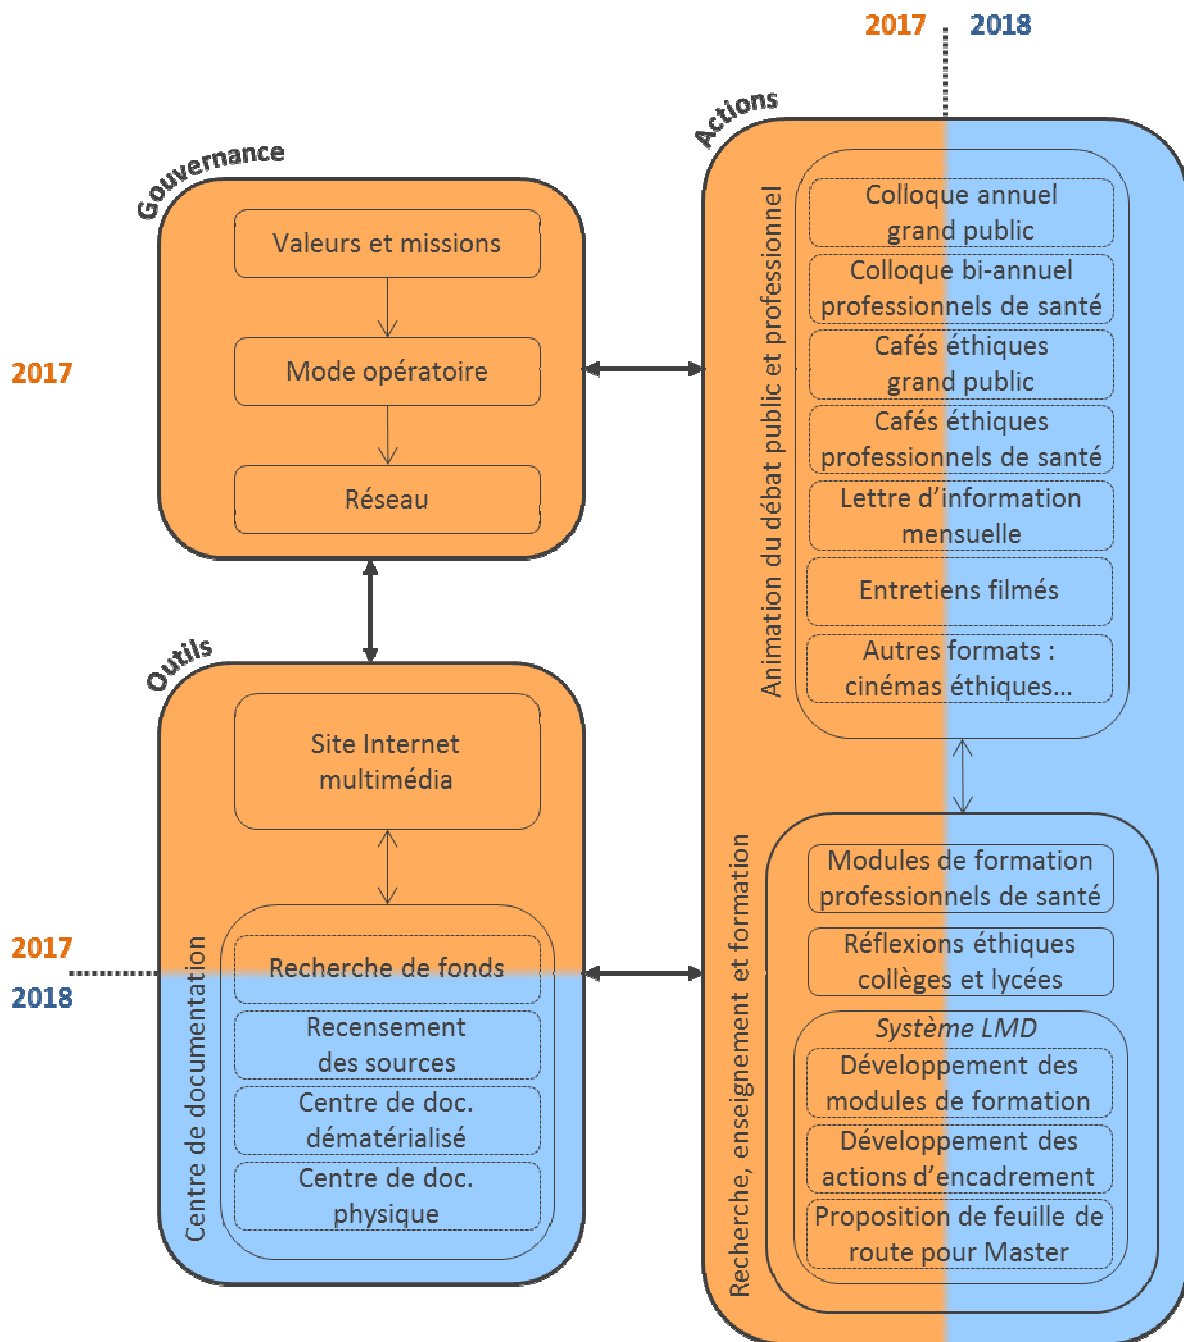 2017
2018
Gouvernance
Valeurs et missions
Mode opératoire
Réseau
2017
Outils
Site Internet
multimédia
2017
2018
Centre de documentation
Recherche de fonds
Recensement
des sources
Centre de doc.
dématérialisé
Centre de doc.
physique
Actions
Animation du débat public et professionnel
Colloque annuel
grand public
Colloque bi-annuel
professionnels de santé
Cafés éthiques
grand public
Cafés éthiques
professionnels de santé
Lettre d'information
mensuelle
Entretiens filmés
Autres formats :
cinémas éthiques...
Recherche, enseignement et formation
Modules de formation
professionnels de santé
Réflexions éthiques
collèges et lycées
Système LMD
Développement des
modules de formation
Développement des
actions d'encadrement
Proposition de feuille de
route pour Master